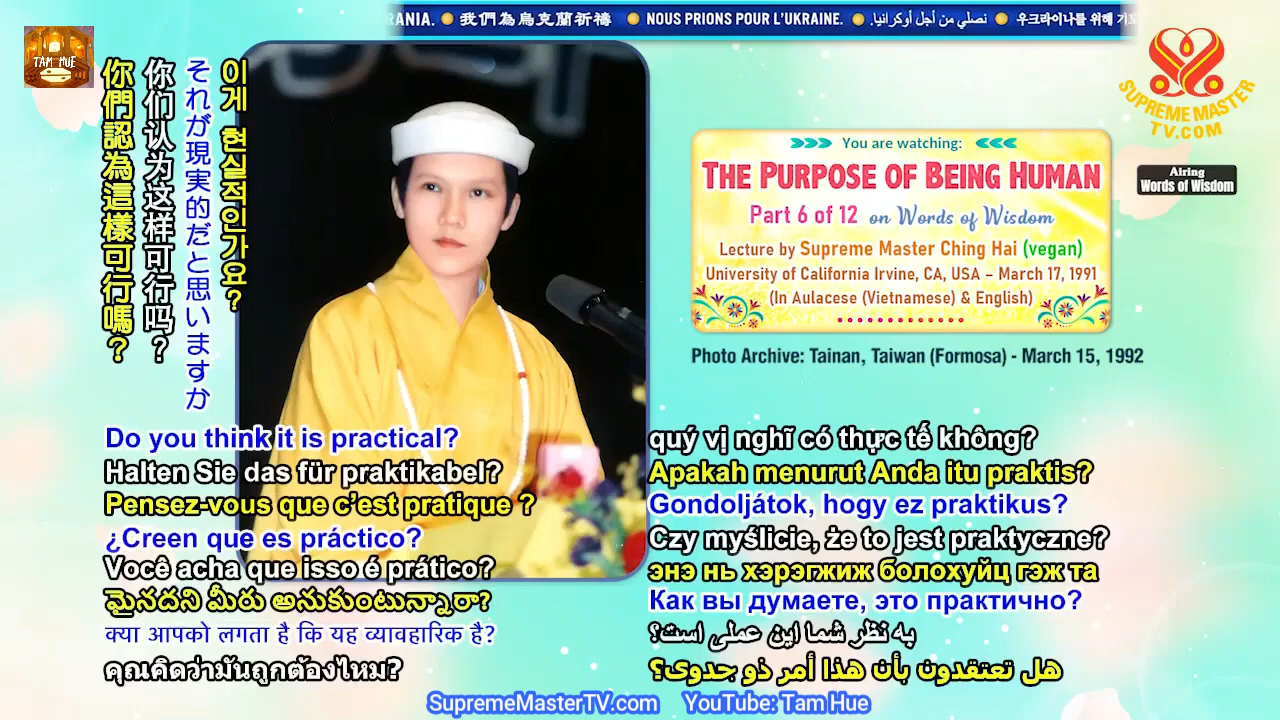 RANIA. 我們為烏克蘭祈禱 NOUS PRIONS POUR L'UKRAINE. نصلي من أجل أوكرانيا. 우크라이나를 위해
TAM HUE
SUPREME MASTER
TV.COM
이게 현실적인가요?
それが現実的だと思いますか
你们认为这样可行吗？
你們認為這樣可行嗎？
You are watching:
THE PURPOSE OF BEING HUMAN
Part 6 of 12 on Words of Wisdom
Lecture by Supreme Master Ching Hai (vegan)
University of California Irvine, CA, USA – March 17, 1991
(In Aulacese (Vietnamese) & English)
Airing
Words of Wisdom
Photo Archive: Tainan, Taiwan (Formosa) - March 15, 1992
Do you think it is practical?
Halten Sie das für praktikabel?
Pensez-vous que c'est pratique ?
¿Creen que es práctico?
Você acha que isso é prático?
మైనదని మీరు అనుకుంటున్నారా?
क्या आपको लगता है कि यह व्यावहारिक है?
คุณคิดว่ามันถูกต้องไหม?
quý vị nghĩ có thực tế không?
Apakah menurut Anda itu praktis?
Gondoljátok, hogy ez praktikus?
Czy myślicie, że to jest praktyczne?
энэ нь хэрэгжиж болохуйц гэж та
Как вы думаете, это практично?
به نظر شما این عملی است؟
هل تعتقدون بأن هذا أمر ذو جدوى؟
SupremeMasterTV.com YouTube: Tam Hue